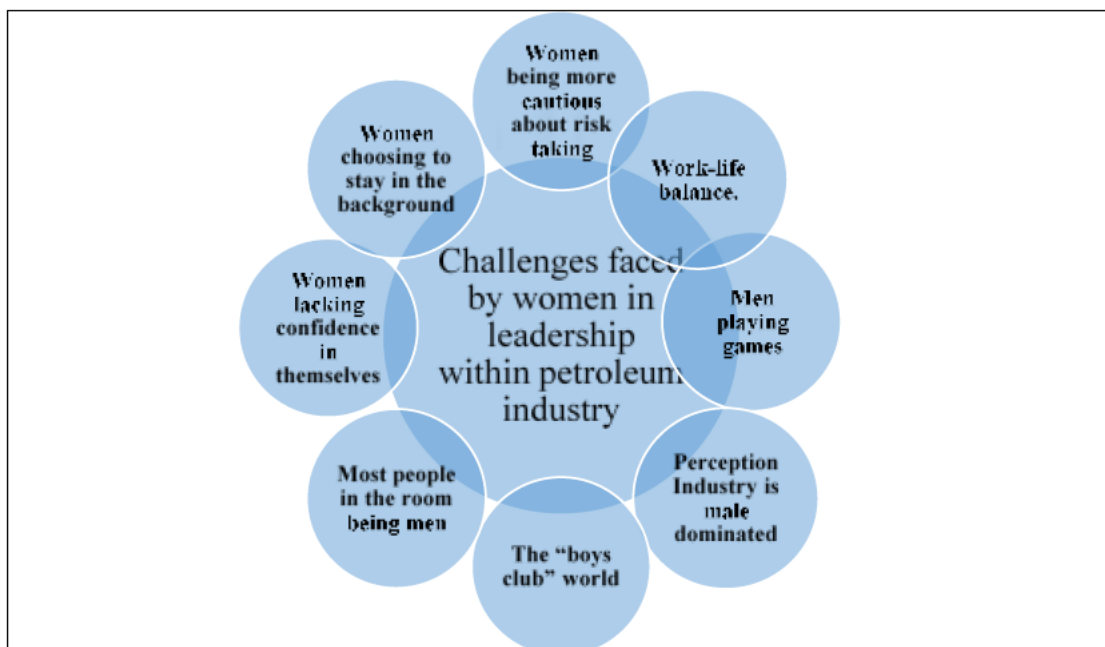 Women
being more
cautious
about risk
taking
Work-life
balance.
Men
playing
games
Perception
Industry is
male
dominated
The “boys
club” world
Most people
in the room
being men
Women
lacking
confidence
in
themselves
Women
choosing to
stay in the
background
Challenges faced
by women in
leadership
within petroleum
industry